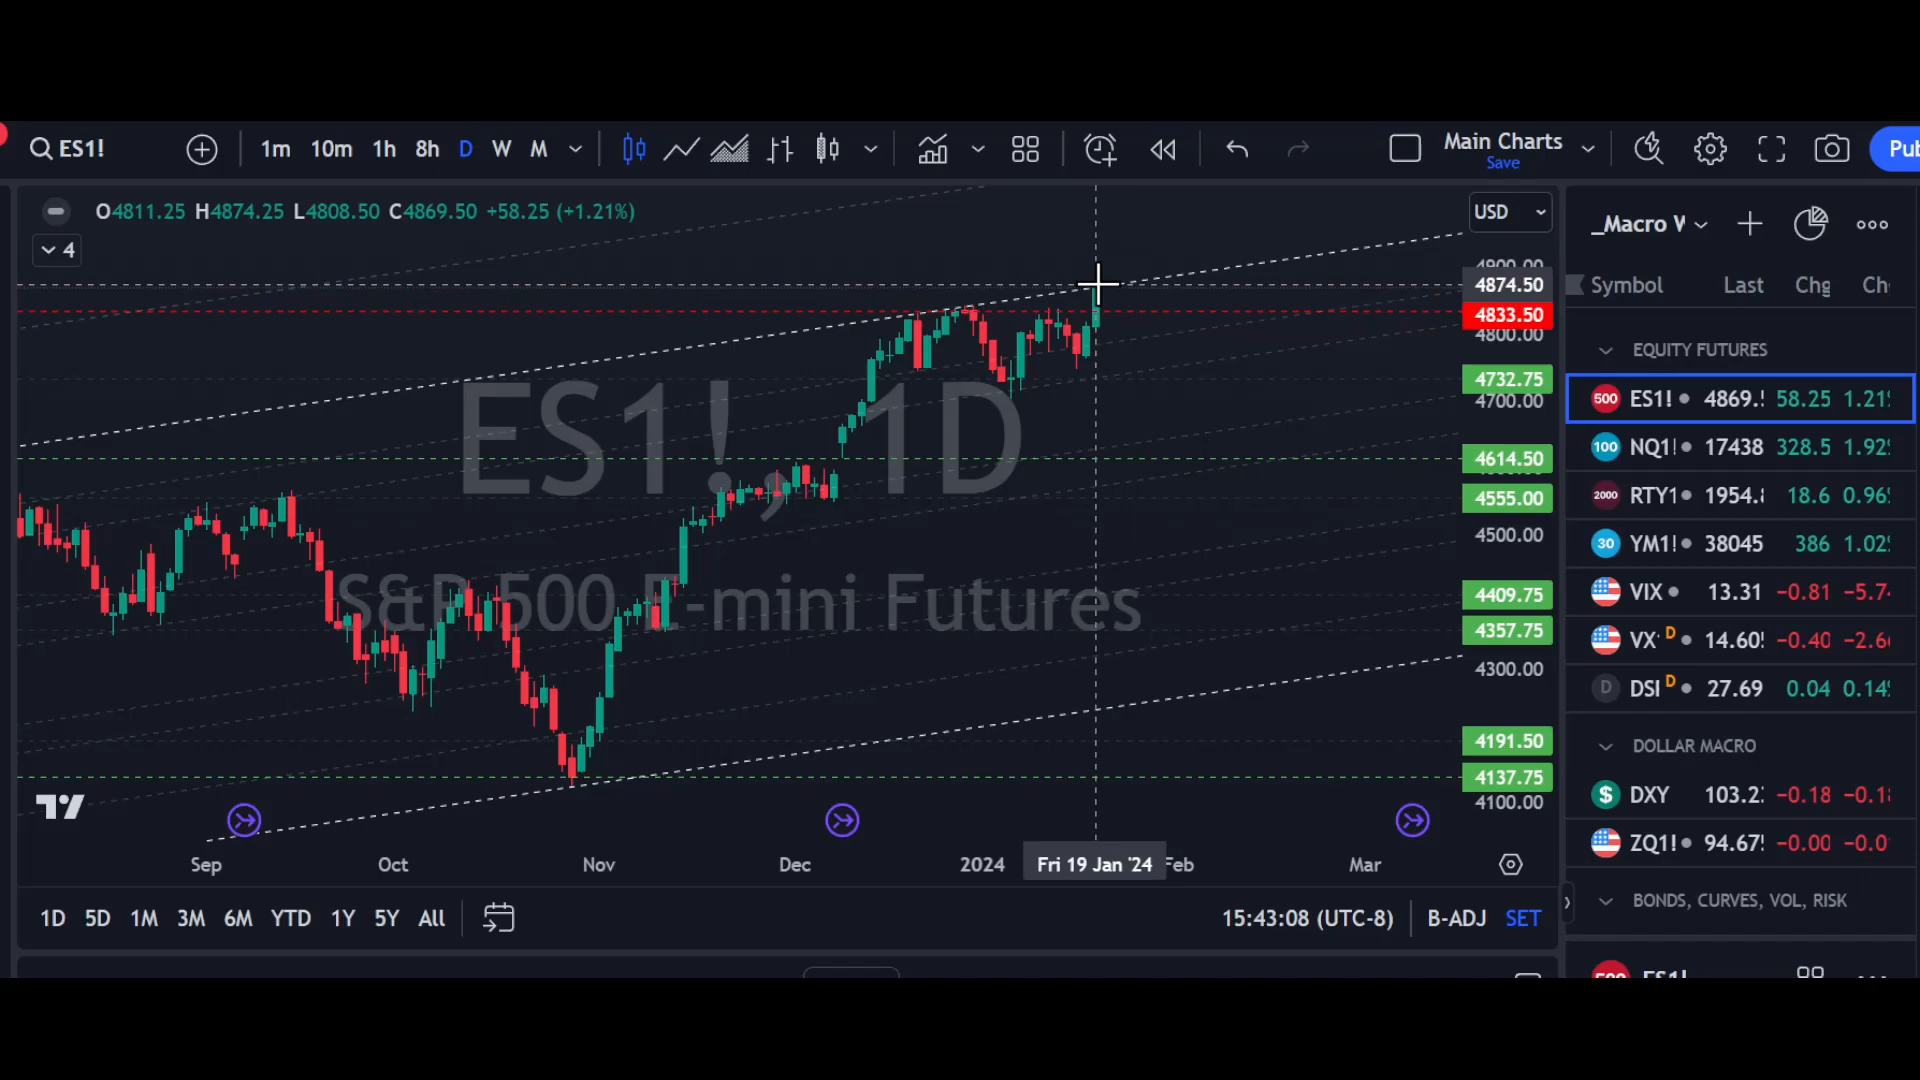 ES1! 1m 10m 1h 8h D W M Main Charts Save
O4811.25 H4874.25 L4808.50 C4869.50 +58.25 (+1.21%)
4
USD
ES1!, 1D
S&P 500 E-mini Futures
4874.50
4833.50
4800.00
4732.75
4700.00
4614.50
4555.00
4500.00
4409.75
4357.75
4300.00
4191.50
4137.75
4100.00
Sep Oct Nov Dec 2024 Fri 19 Jan '24 Feb Mar
1D 5D 1M 3M 6M YTD 1Y 5Y All 15:43:08 (UTC-8) B-ADJ SET
_Macro
Symbol Last Chg
EQUITY FUTURES
500 ES1! 4869. 58.25 1.21
100 NQ1! 17438 328.5 1.92
2000 RTY1 1954. 18.6 0.96
30 YM1! 38045 386 1.02
VIX 13.31 −0.81 −5.7
VX D 14.60 −0.40 −2.6
D DSI D 27.69 0.04 0.14
DOLLAR MACRO
$ DXY 103.2 −0.18 −0.1
ZQ1! 94.67 −0.00 −0.0
BONDS, CURVES, VOL, RISK